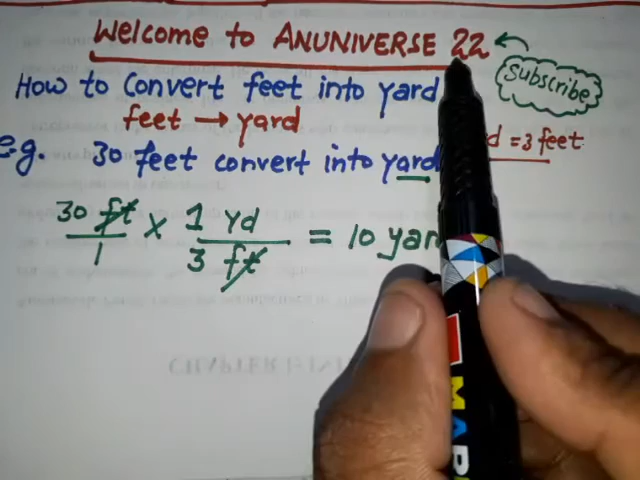 Welcome to ANUNIVERSE 22
Subscribe
How to Convert feet into yard
feet → yard
d = 3 feet
e.g. 30 feet convert into yard
30 ft/1 × 1 yd/3 ft = 10 yar
MAR